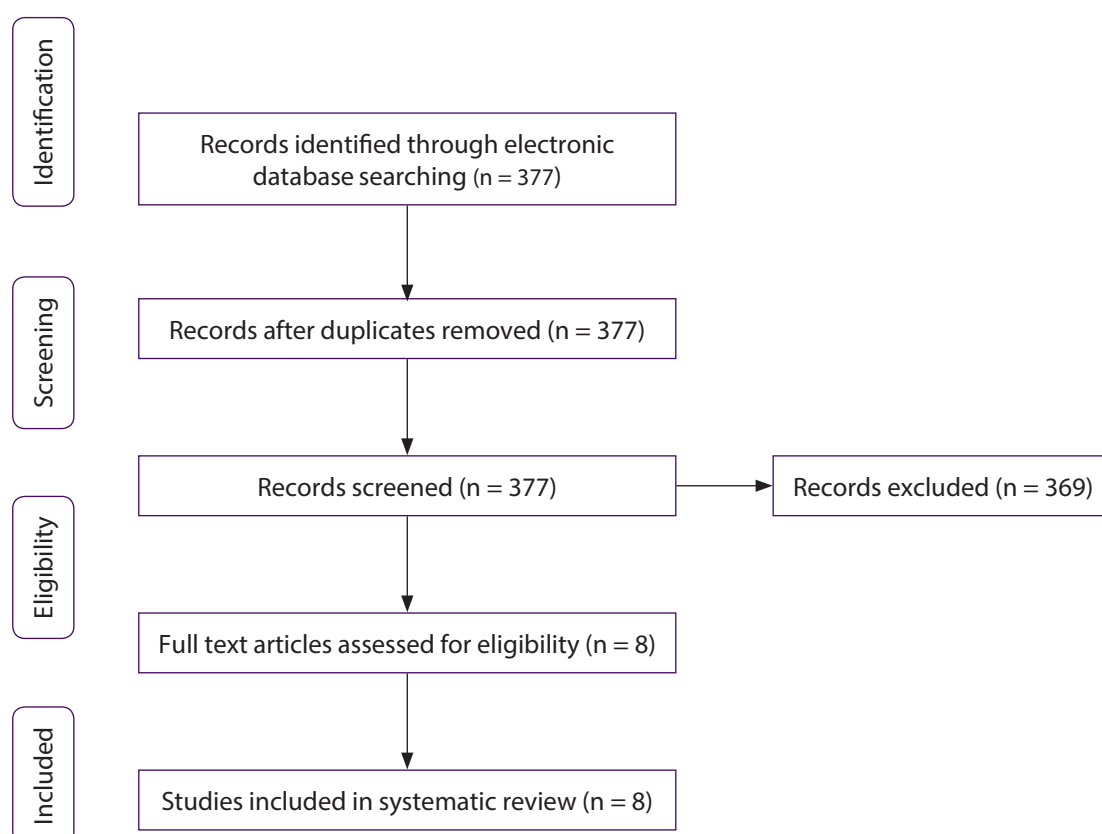 Identification
Records identified through electronic
database searching (n = 377)
Screening
Records after duplicates removed (n = 377)
Records screened (n = 377)
Records excluded (n = 369)
Eligibility
Full text articles assessed for eligibility (n = 8)
Included
Studies included in systematic review (n = 8)